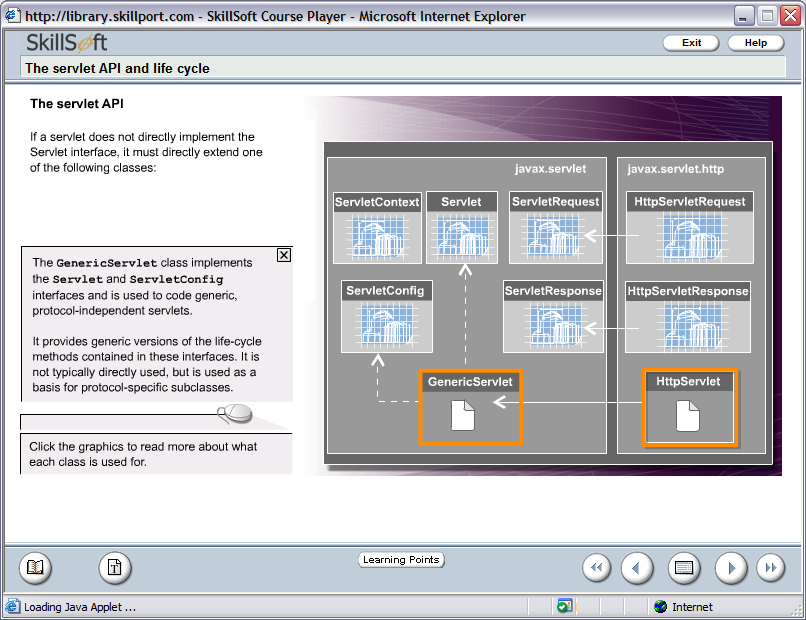 http://library.skillport.com - SkillSoft Course Player - Microsoft Internet Explorer
SkillSoft
Exit
Help
The servlet API and life cycle
The servlet API
If a servlet does not directly implement the
Servlet interface, it must directly extend one
of the following classes:
The GenericServlet class implements
the Servlet and ServletConfig
interfaces and is used to code generic,
protocol-independent servlets.
It provides generic versions of the life-cycle
methods contained in these interfaces. It is
not typically directly used, but is used as a
basis for protocol-specific subclasses.
Click the graphics to read more about what
each class is used for.
javax.servlet
javax.servlet.http
ServletContext
Servlet
ServletRequest
HttpServletRequest
ServletConfig
ServletResponse
HttpServletResponse
GenericServlet
HttpServlet
T
Learning Points
Loading Java Applet ...
Internet